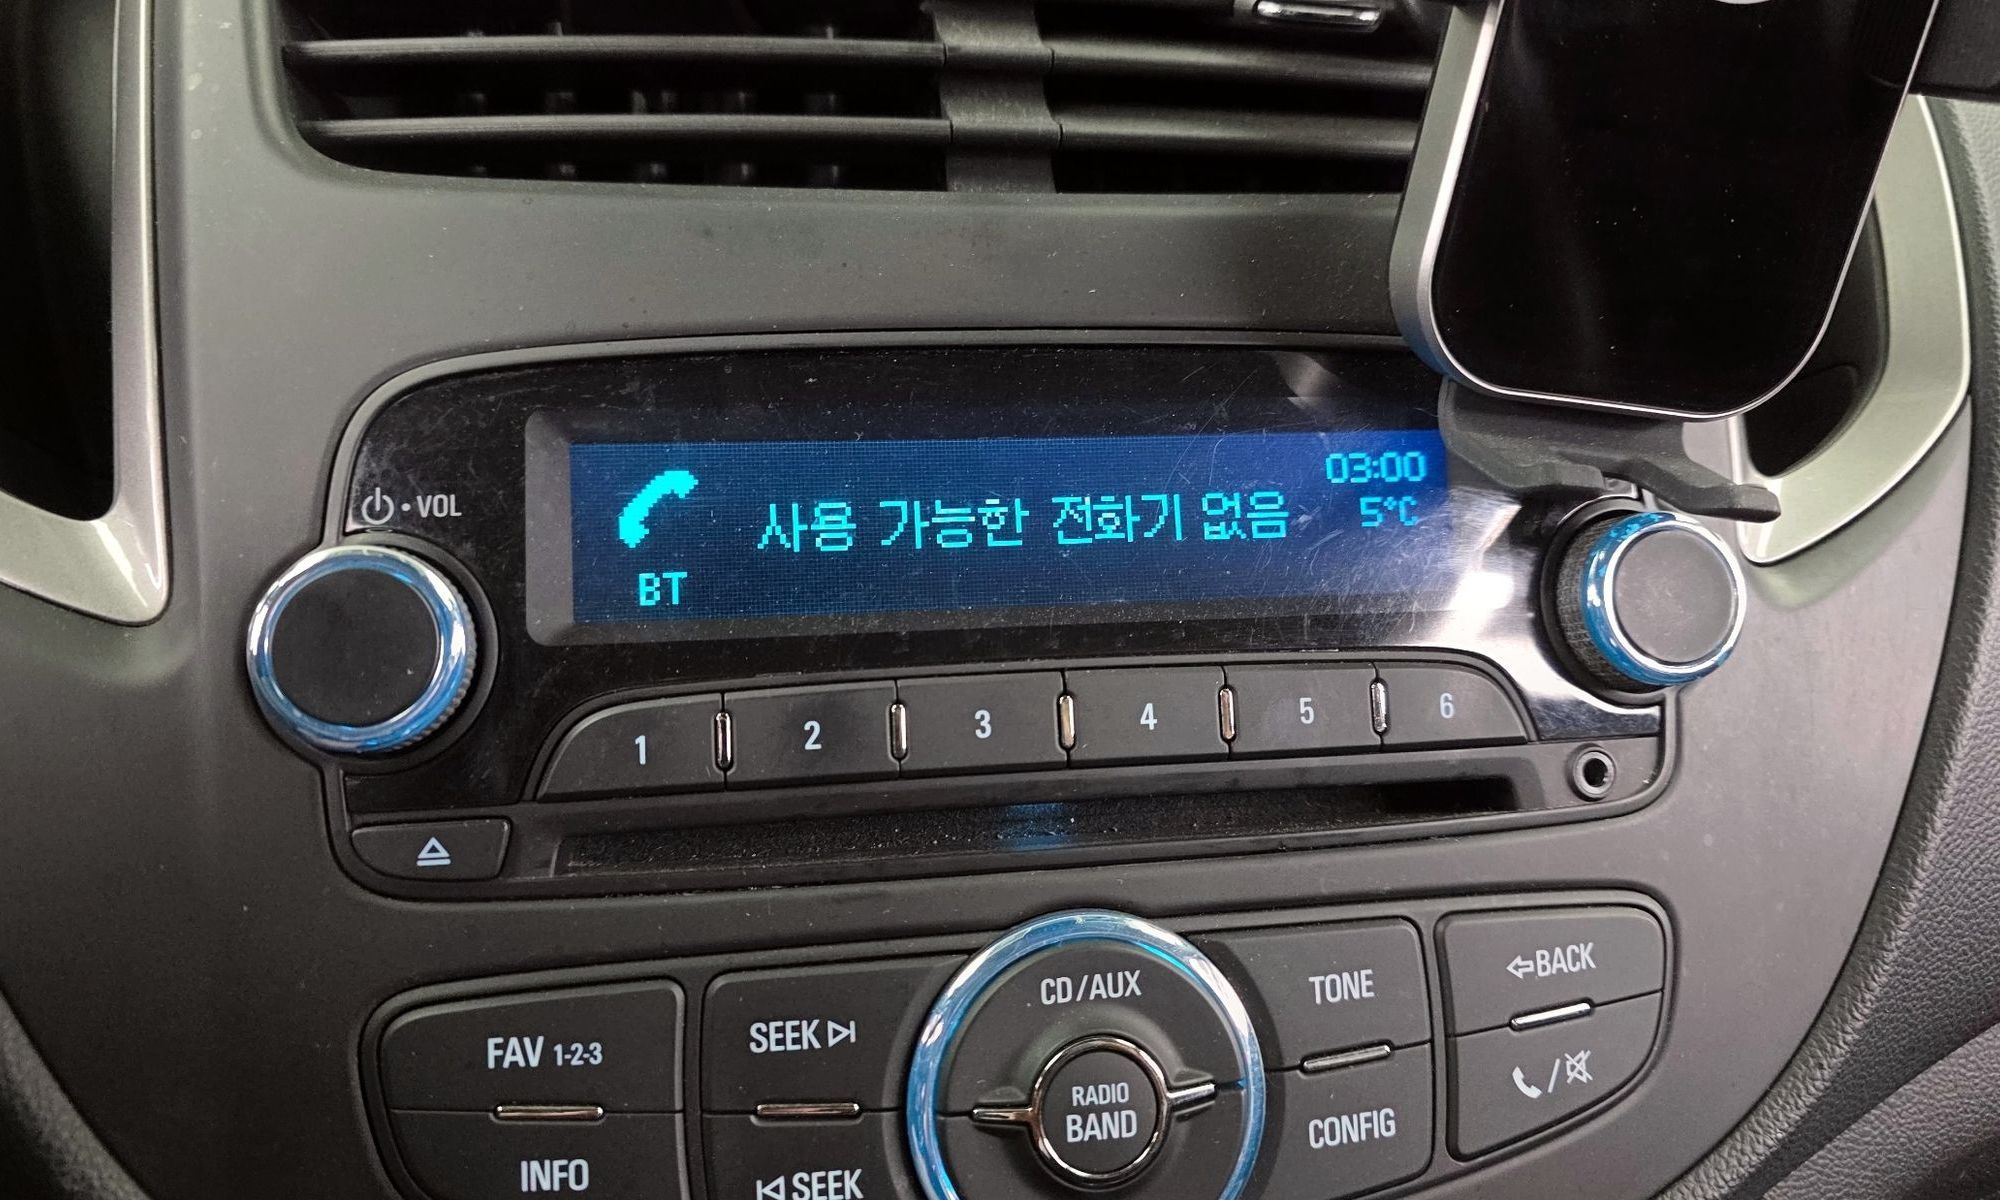 VOL
03:00
사용 가능한 전화기 없음
5°C
BT
1 2 3 4 5 6
CD/AUX
TONE
BACK
FAV 1-2-3
SEEK
RADIO
BAND
CONFIG
INFO
SEEK